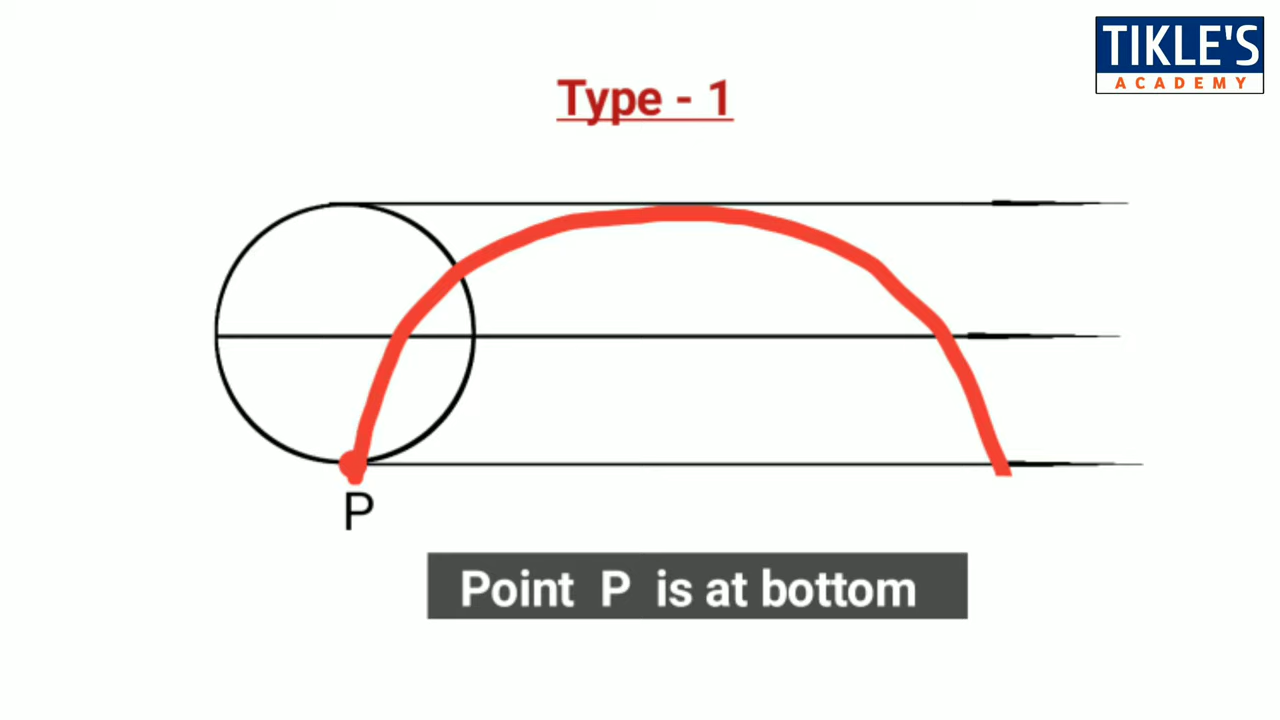 TIKLE'S
ACADEMY
Type - 1
P
Point P is at bottom